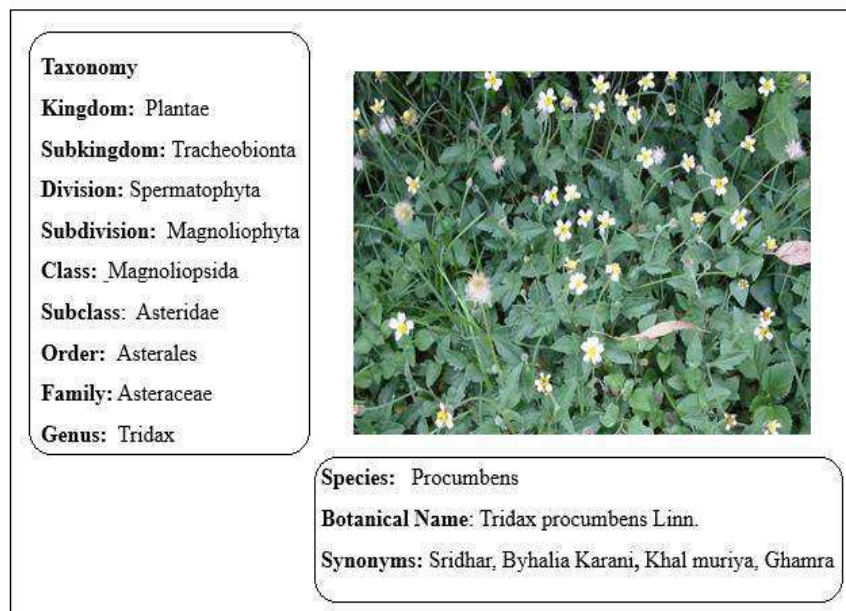 Taxonomy
Kingdom: Plantae
Subkingdom: Tracheobionta
Division: Spermatophyta
Subdivision: Magnoliophyta
Class: _Magnoliopsida
Subclass: Asteridae
Order: Asterales
Family: Asteraceae
Genus: Tridax
Species: Procumbens
Botanical Name: Tridax procumbens Linn.
Synonyms: Sridhar, Byhalia Karani, Khal muriya, Ghamra